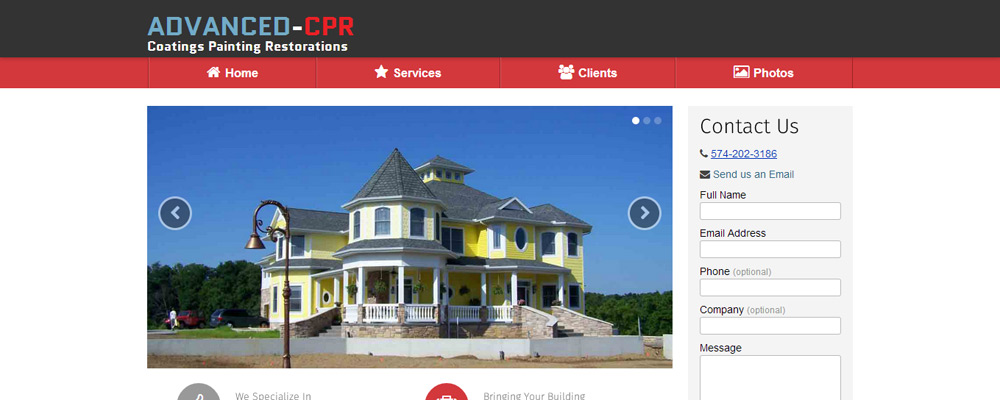 ADVANCED-CPR
Coatings Painting Restorations
Home
Services
Clients
Photos
Contact Us
574-202-3186
Send us an Email
Full Name
Email Address
Phone (optional)
Company (optional)
Message
We Specialize In
Bringing Your Building